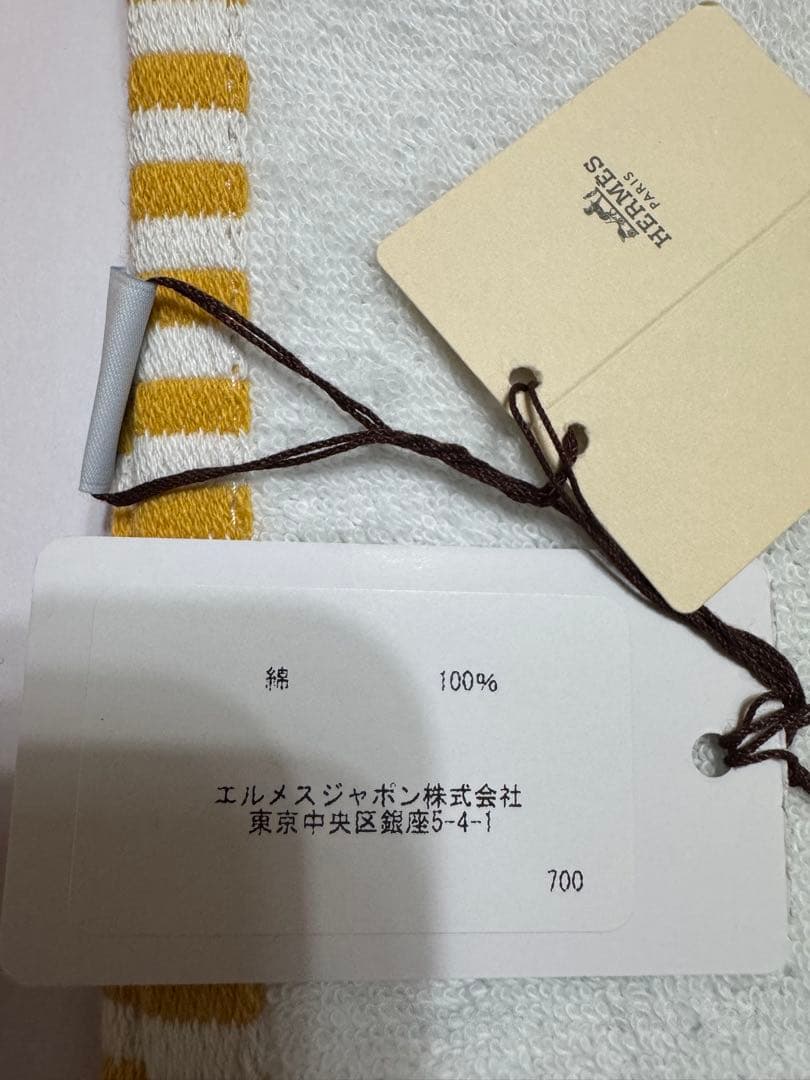 HERMÈS
PARIS
綿 100%
エルメスジャポン株式会社
東京中央区銀座5-4-1
700